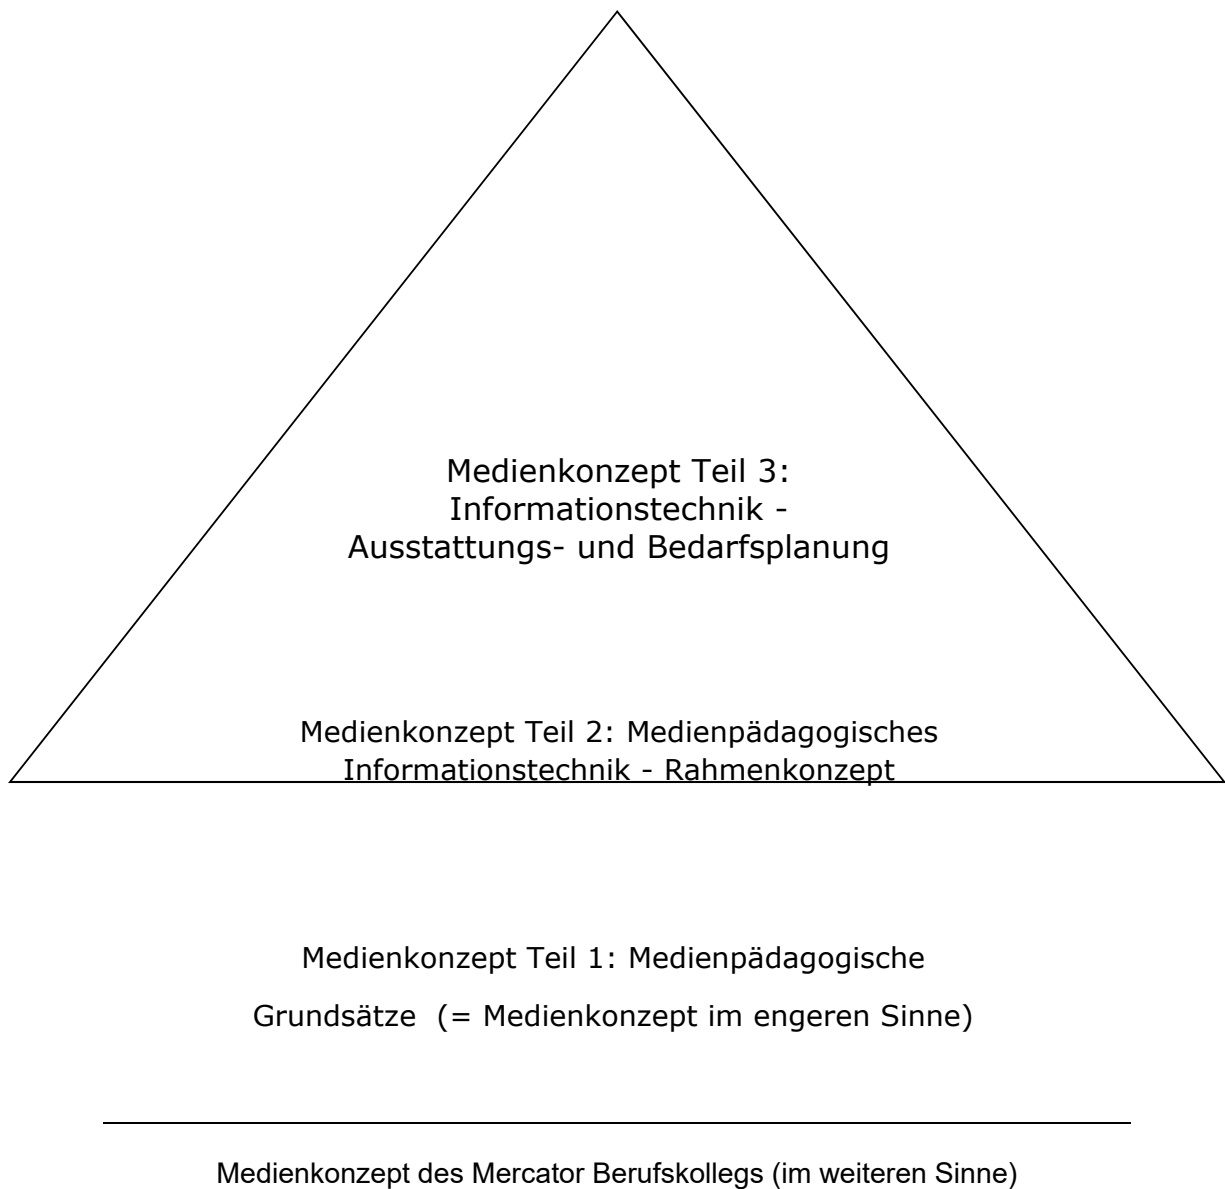 Medienkonzept Teil 3:
Informationstechnik -
Ausstattungs- und Bedarfsplanung
Medienkonzept Teil 2: Medienpädagogisches
Informationstechnik - Rahmenkonzept
Medienkonzept Teil 1: Medienpädagogische
Grundsätze (= Medienkonzept im engeren Sinne)
Medienkonzept des Mercator Berufskollegs (im weiteren Sinne)